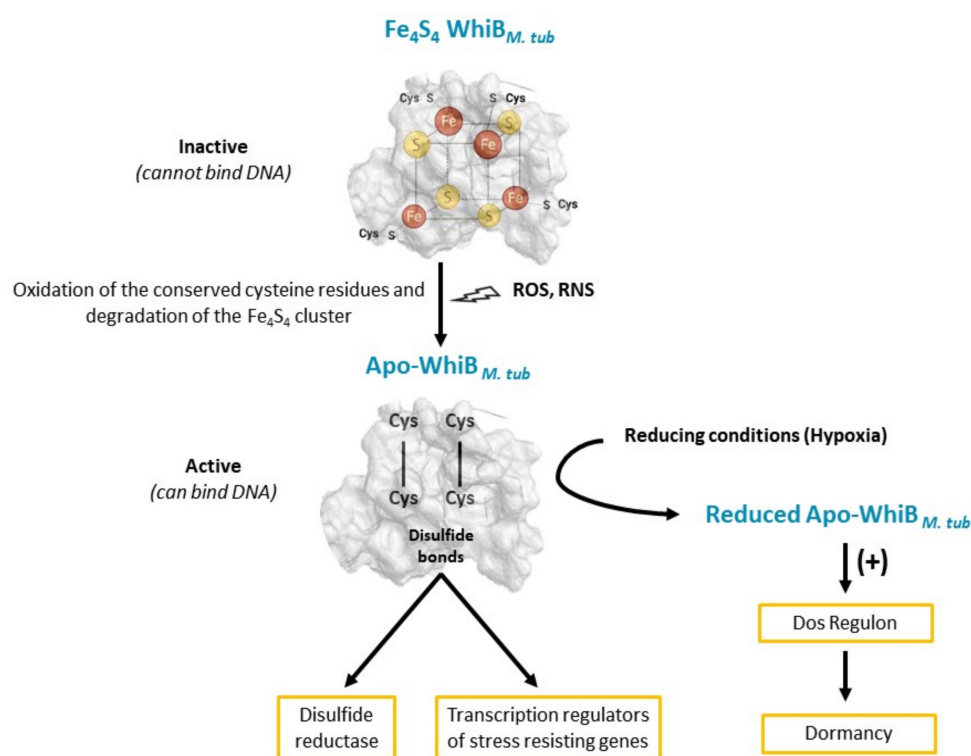 Fe₄S₄ WhiB M. tub
Cys S
S Cys
Fe
S
S
Fe
Inactive
(cannot bind DNA)
S
Fe
S Cys
Fe
S
Cys S
Oxidation of the conserved cysteine residues and
degradation of the Fe₄S₄ cluster
ROS, RNS
Apo-WhiB M. tub
Cys Cys
Active
(can bind DNA)
Cys Cys
Disulfide
bonds
Reducing conditions (Hypoxia)
Reduced Apo-WhiB M. tub
(+)
Dos Regulon
Dormancy
Disulfide
reductase
Transcription regulators
of stress resisting genes